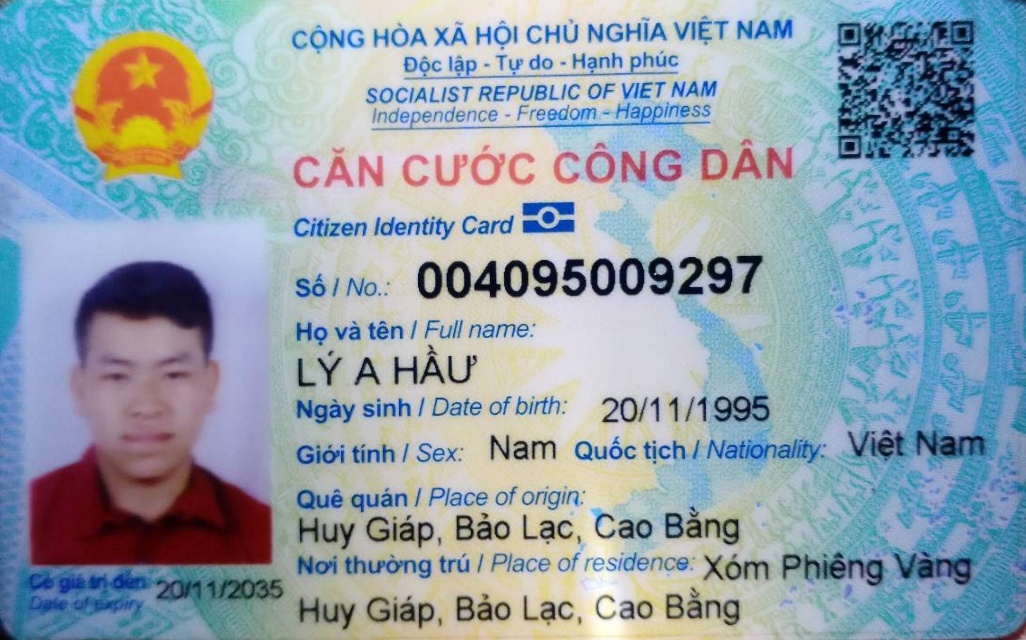 CỘNG HÒA XÃ HỘI CHỦ NGHĨA VIỆT NAM
Độc lập - Tự do - Hạnh phúc
SOCIALIST REPUBLIC OF VIET NAM
Independence - Freedom - Happiness
CĂN CƯỚC CÔNG DÂN
Citizen Identity Card
Số / No.: 004095009297
Họ và tên / Full name:
LÝ A HẦƯ
Ngày sinh / Date of birth: 20/11/1995
Giới tính / Sex: Nam Quốc tịch / Nationality: Việt Nam
Quê quán / Place of origin:
Huy Giáp, Bảo Lạc, Cao Bằng
Nơi thường trú / Place of residence: Xóm Phiêng Vàng
Huy Giáp, Bảo Lạc, Cao Bằng
Có giá trị đến: 20/11/2035
Date of expiry